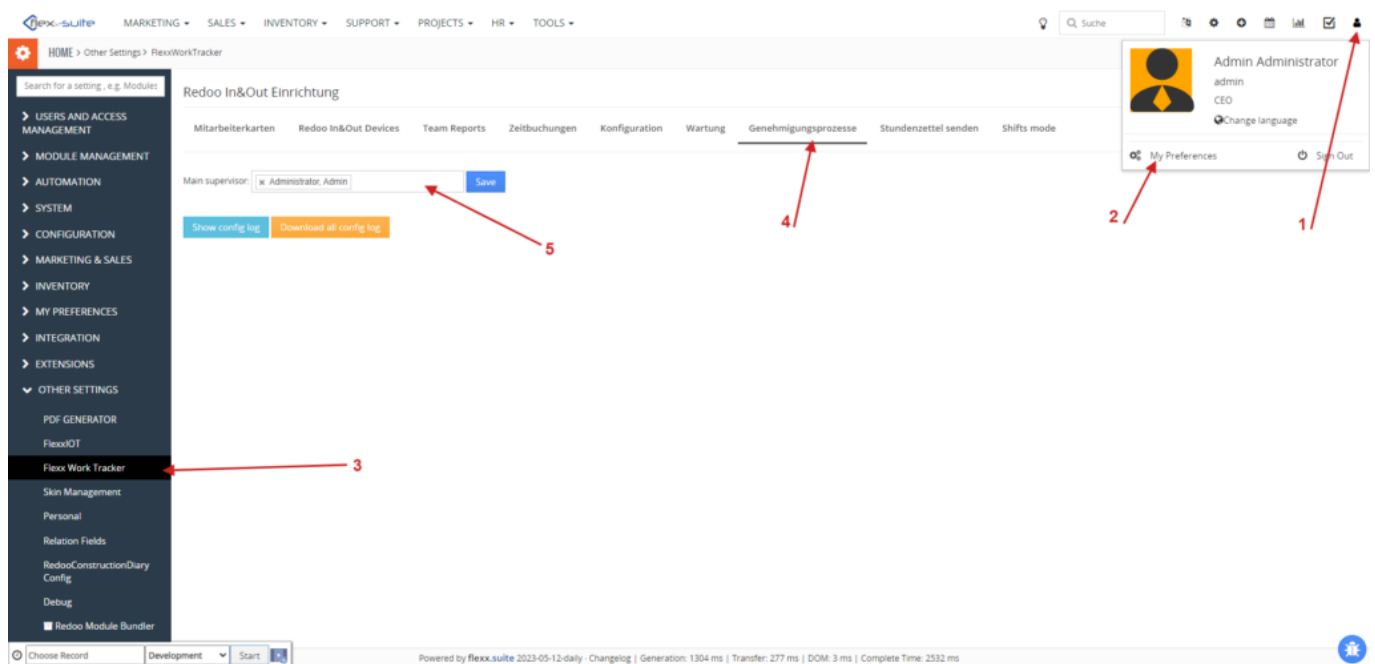 flex.suite MARKETING SALES INVENTORY SUPPORT PROJECTS HR TOOLS Suche
HOME > Other Settings > FlexxWorkTracker
Admin Administrator
admin
CEO
Change language
My Preferences Sign Out
Search for a setting , e.g. Modules
USERS AND ACCESS
MANAGEMENT
MODULE MANAGEMENT
AUTOMATION
SYSTEM
CONFIGURATION
MARKETING & SALES
INVENTORY
MY PREFERENCES
INTEGRATION
EXTENSIONS
OTHER SETTINGS
PDF GENERATOR
FlexxIOT
Flexx Work Tracker
Skin Management
Personal
Relation Fields
RedooConstructionDiary
Config
Debug
Redoo Module Bundler
Redoo In&Out Einrichtung
Mitarbeiterkarten Redoo In&Out Devices Team Reports Zeitbuchungen Konfiguration Wartung Genehmigungsprozesse Stundenzettel senden Shifts mode
Main supervisor: × Administrator, Admin Save
Show config log Download all config log
1
2
3
4
5
Choose Record Development Start
Powered by flexx.suite 2023-05-12-daily · Changelog | Generation: 1304 ms | Transfer: 277 ms | DOM: 3 ms | Complete Time: 2532 ms